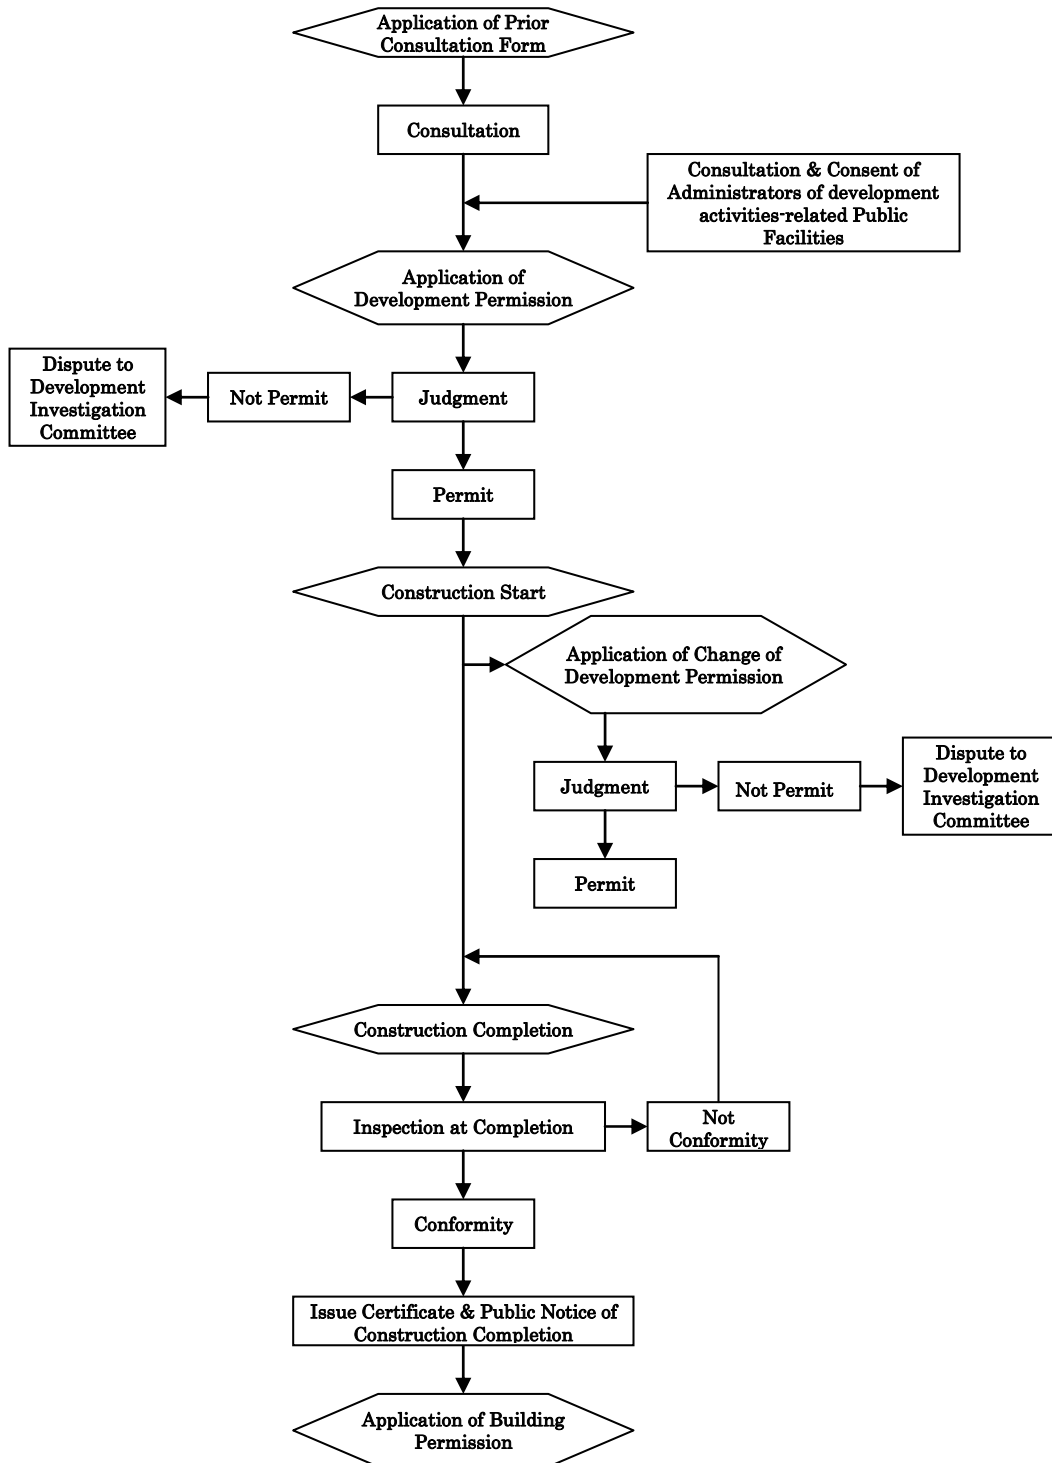 Application of Prior
Consultation Form
Consultation
Consultation & Consent of
Administrators of development
activities-related Public
Facilities
Application of
Development Permission
Dispute to
Development
Investigation
Committee
Not Permit
Judgment
Permit
Construction Start
Application of Change of
Development Permission
Judgment
Not Permit
Dispute to
Development
Investigation
Committee
Permit
Construction Completion
Inspection at Completion
Not
Conformity
Conformity
Issue Certificate & Public Notice of
Construction Completion
Application of Building
Permission